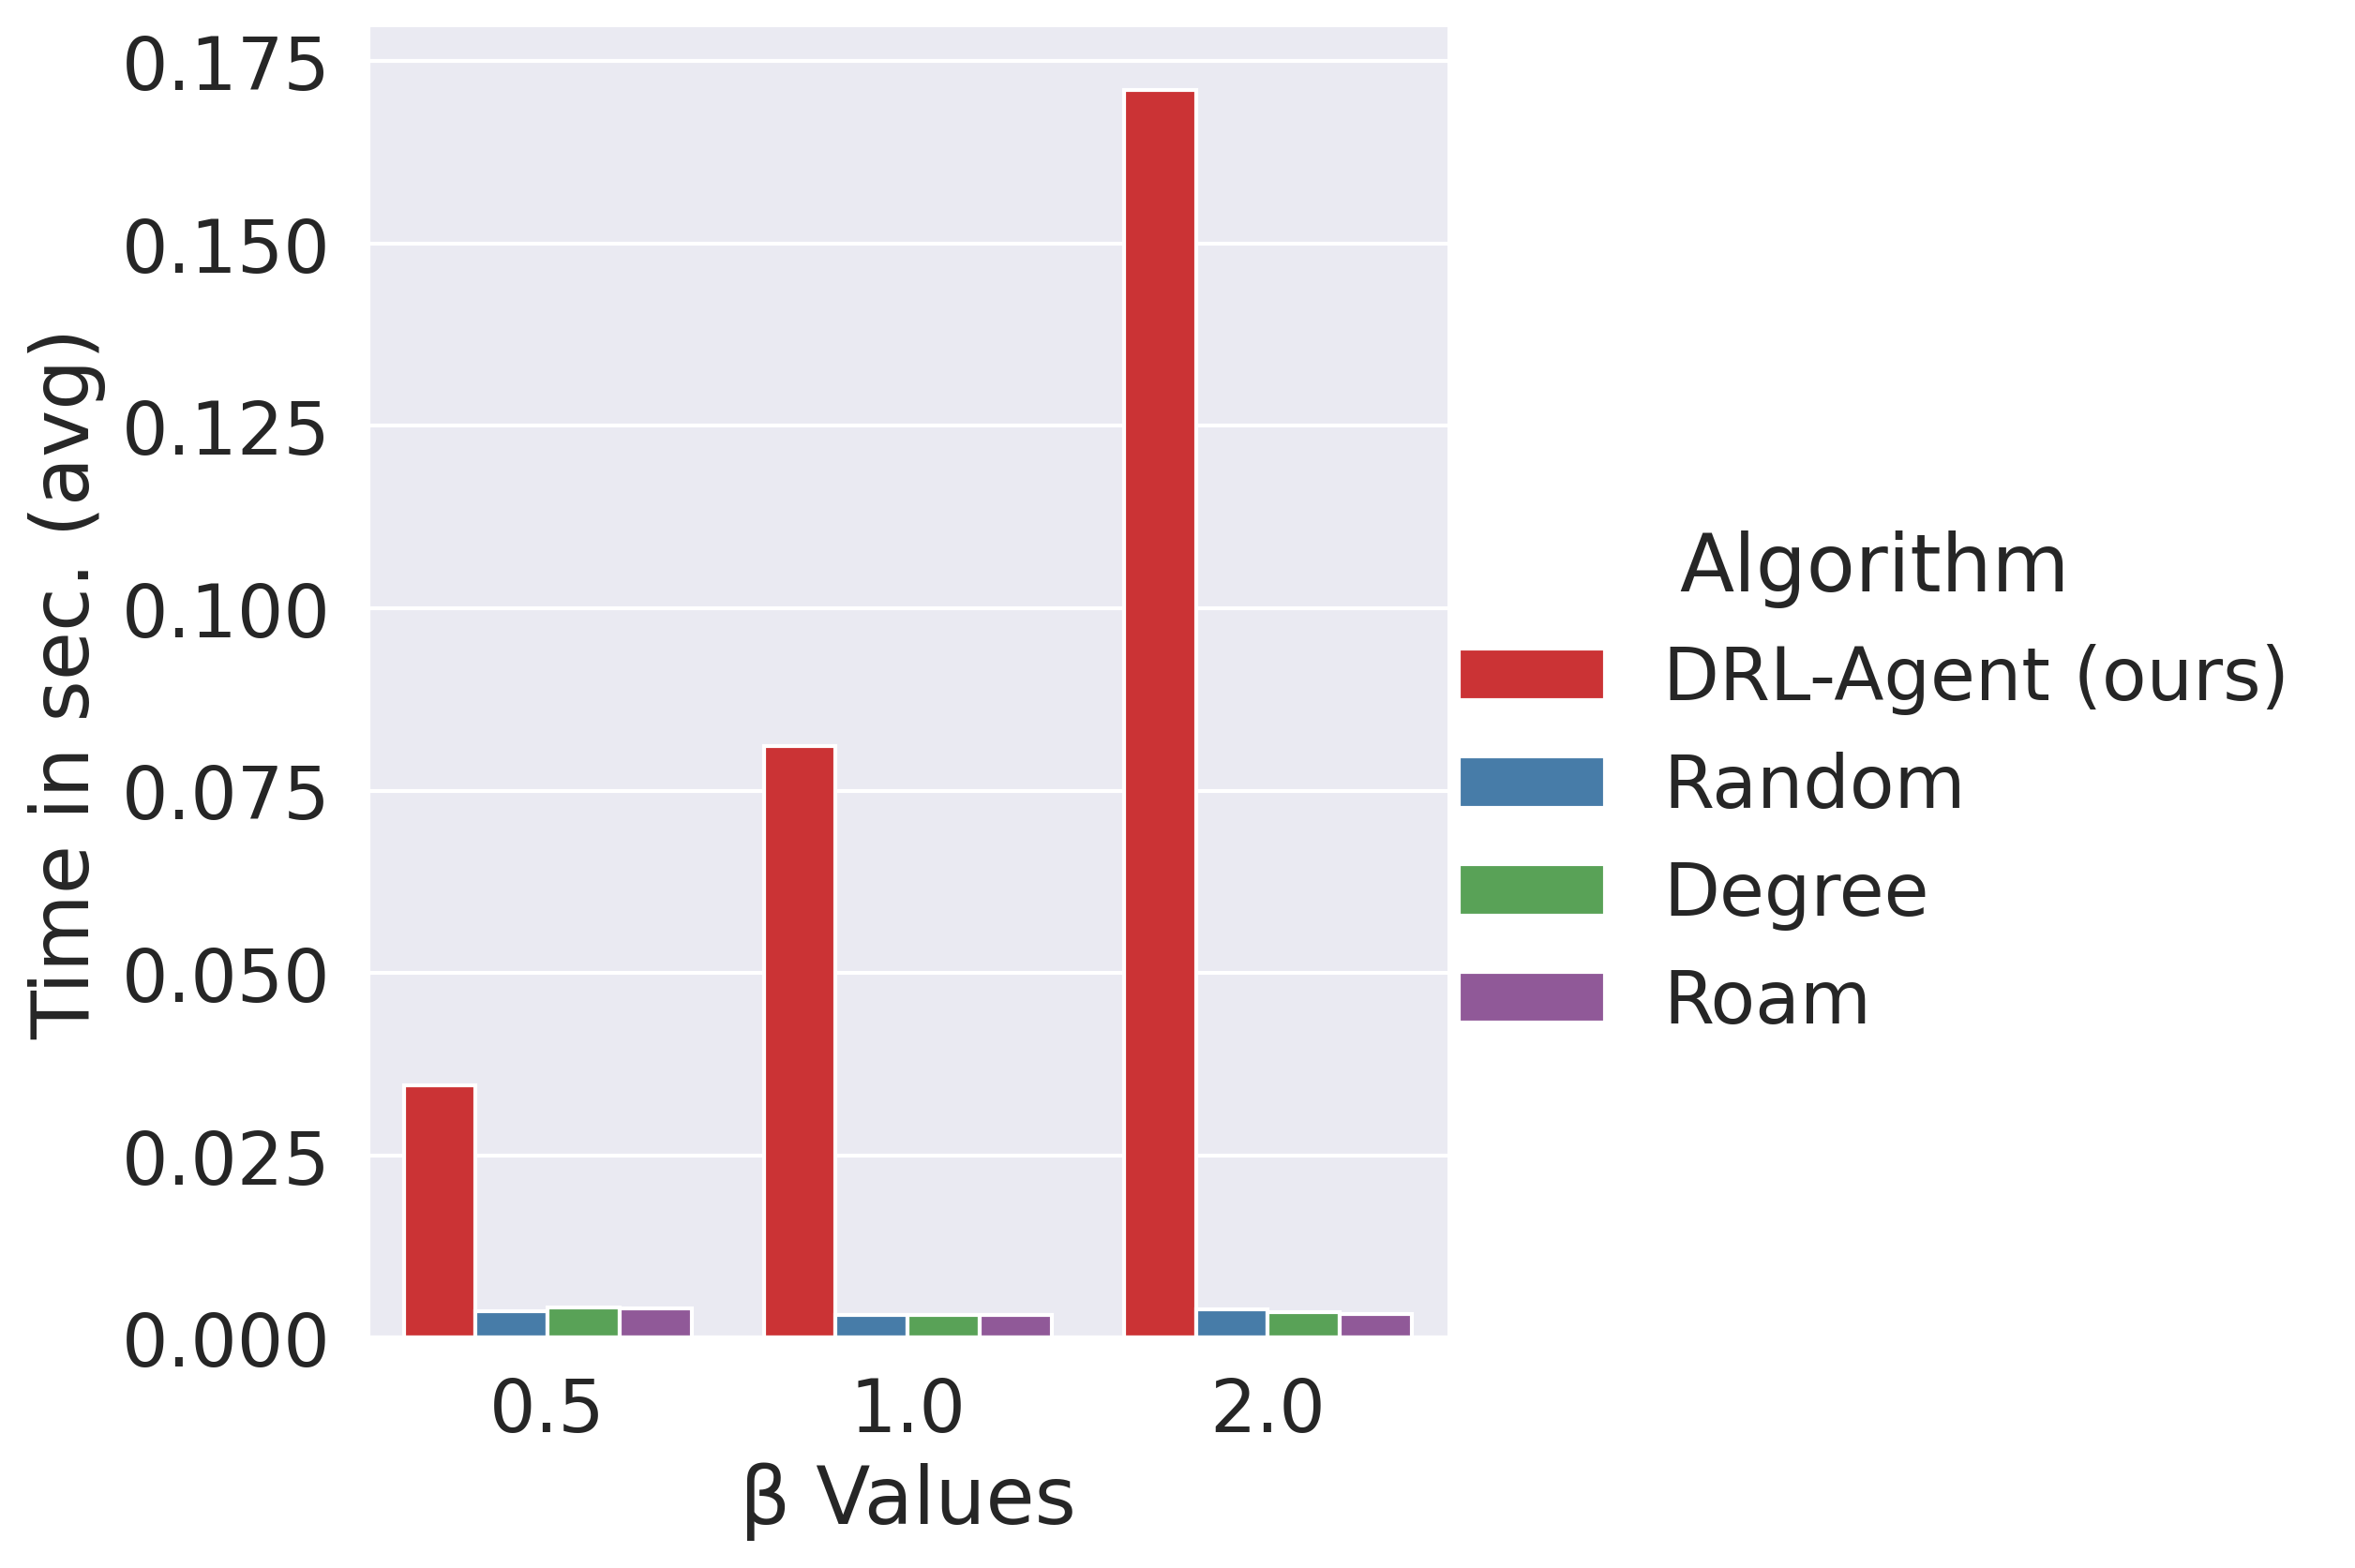 0.175
0.150
0.125
0.100
0.075
0.050
0.025
0.000
Time in sec. (avg)
0.5 1.0 2.0
β Values
Algorithm
DRL-Agent (ours)
Random
Degree
Roam